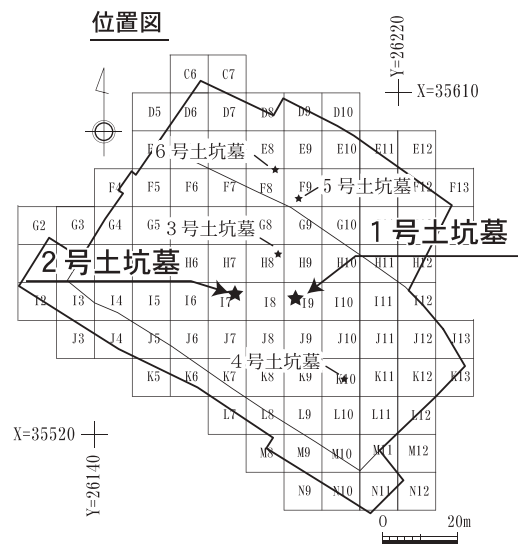 位置図
Y=26220
X=35610
C6 C7
D5 D6 D7 D8 D9 D10
E8 E9 E10 E11 E12
6号土坑墓
F4 F5 F6 F7 F8 F9 F12 F13
5号土坑墓
G2 G3 G4 G5 G8 G9 G10
3号土坑墓
1号土坑墓
2号土坑墓
H6 H7 H8 H9 H10 H11 H12
I2 I3 I4 I5 I6 I7 I8 I9 I10 I11 I12
J3 J4 J5 J6 J7 J8 J9 J10 J11 J12 J13
4号土坑墓
K5 K6 K7 K8 K9 K10 K11 K12 K13
L7 L8 L9 L10 L11 L12
X=35520
M8 M9 M10 M11 M12
Y=26140
N9 N10 N11 N12
0 20m